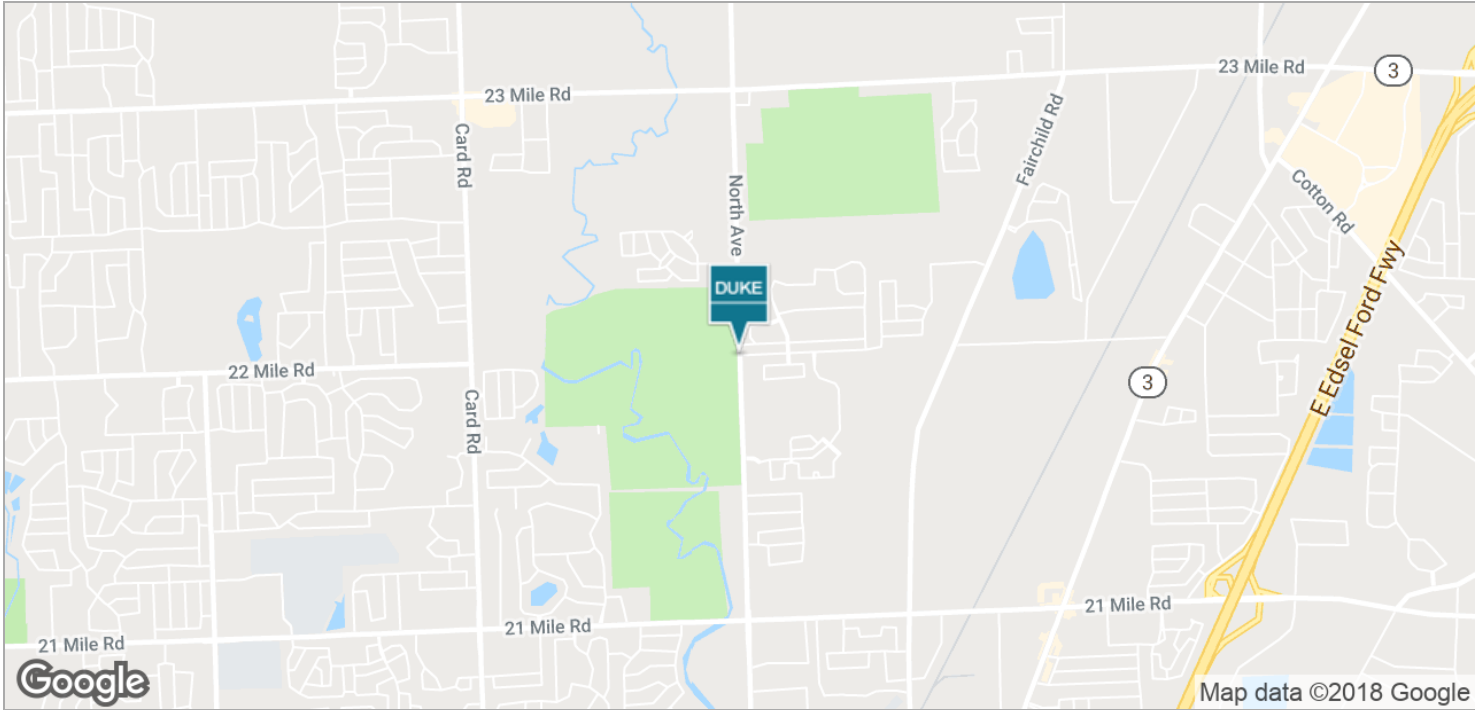 23 Mile Rd
3
23 Mile Rd
Card Rd
Fairchild Rd
North Ave
Cotton Rd
DUKE
E Edsel Ford Fwy
22 Mile Rd
3
Card Rd
21 Mile Rd
21 Mile Rd
21 Mile Rd
Google
Map data ©2018 Google